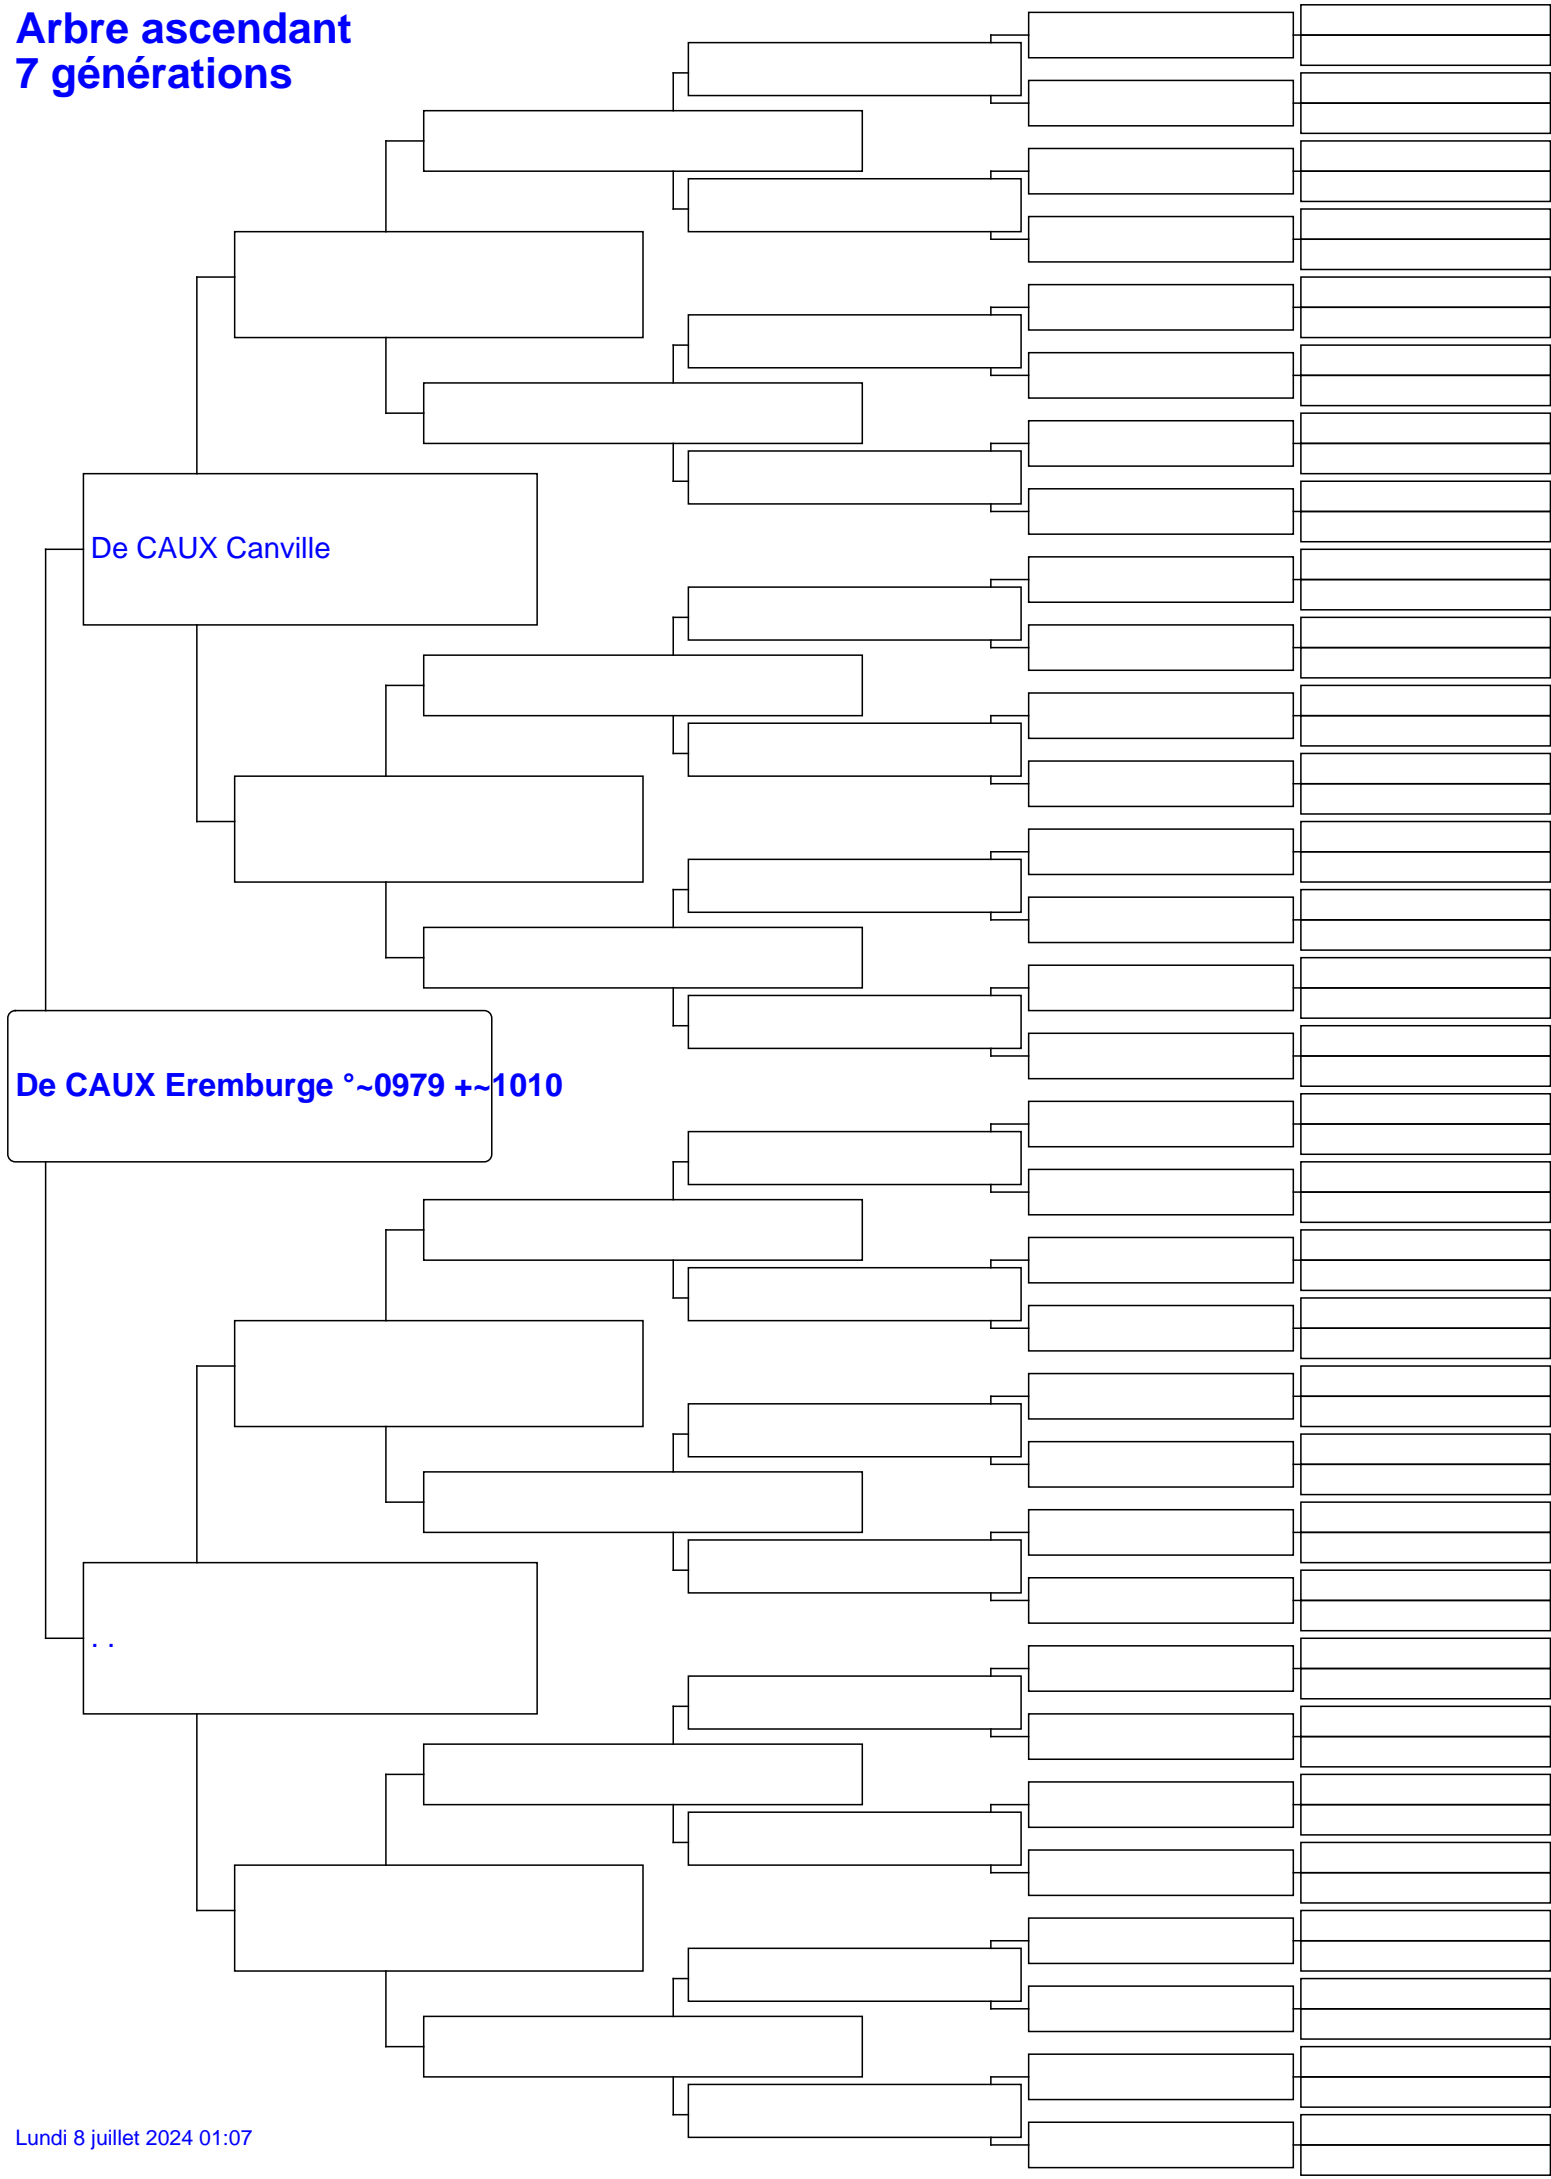 Arbre ascendant
7 générations
De CAUX Canville
De CAUX Eremburge °~0979 +~1010
. .
Lundi 8 juillet 2024 01:07